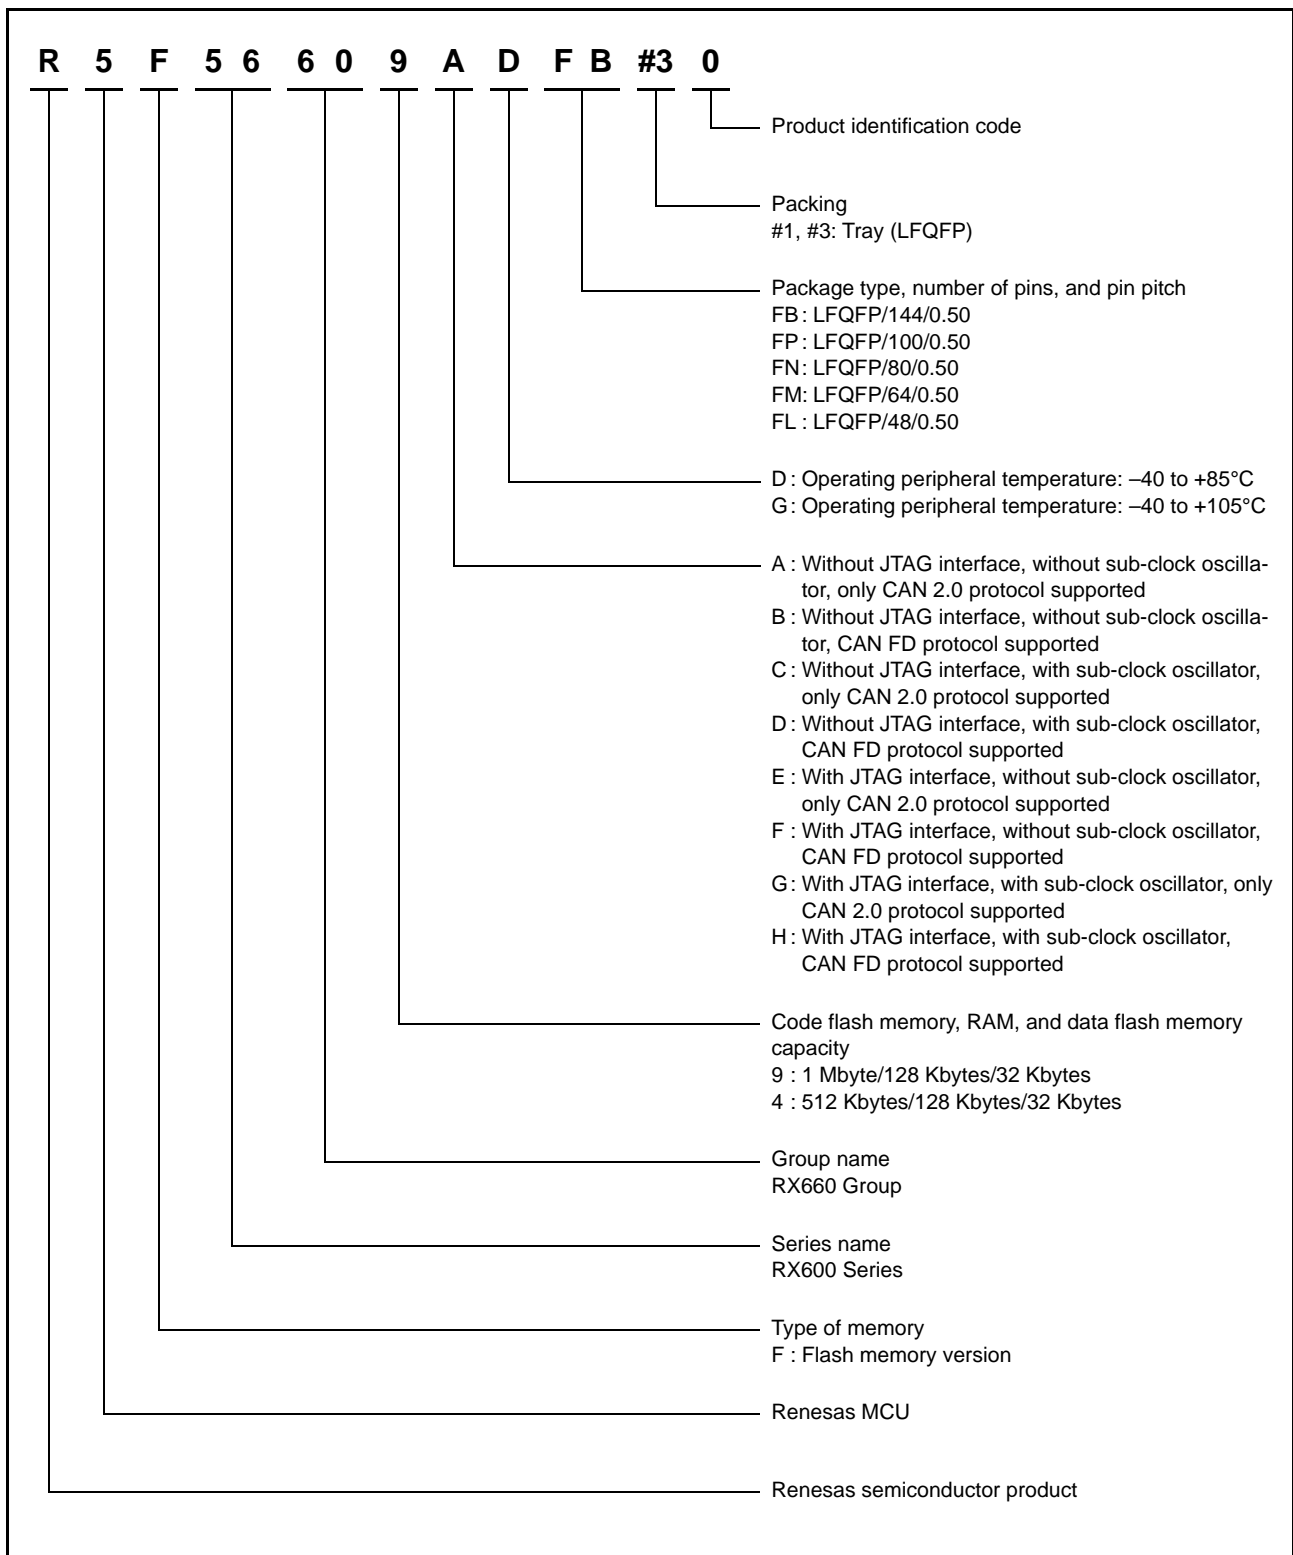 R 5 F 5 6 6 0 9 A D F B #3 0
Product identification code
Packing
#1, #3: Tray (LFQFP)
Package type, number of pins, and pin pitch
FB : LFQFP/144/0.50
FP : LFQFP/100/0.50
FN : LFQFP/80/0.50
FM: LFQFP/64/0.50
FL : LFQFP/48/0.50
D : Operating peripheral temperature: –40 to +85°C
G : Operating peripheral temperature: –40 to +105°C
A : Without JTAG interface, without sub-clock oscilla-
tor, only CAN 2.0 protocol supported
B : Without JTAG interface, without sub-clock oscilla-
tor, CAN FD protocol supported
C : Without JTAG interface, with sub-clock oscillator,
only CAN 2.0 protocol supported
D : Without JTAG interface, with sub-clock oscillator,
CAN FD protocol supported
E : With JTAG interface, without sub-clock oscillator,
only CAN 2.0 protocol supported
F : With JTAG interface, without sub-clock oscillator,
CAN FD protocol supported
G : With JTAG interface, with sub-clock oscillator, only
CAN 2.0 protocol supported
H : With JTAG interface, with sub-clock oscillator,
CAN FD protocol supported
Code flash memory, RAM, and data flash memory
capacity
9 : 1 Mbyte/128 Kbytes/32 Kbytes
4 : 512 Kbytes/128 Kbytes/32 Kbytes
Group name
RX660 Group
Series name
RX600 Series
Type of memory
F : Flash memory version
Renesas MCU
Renesas semiconductor product